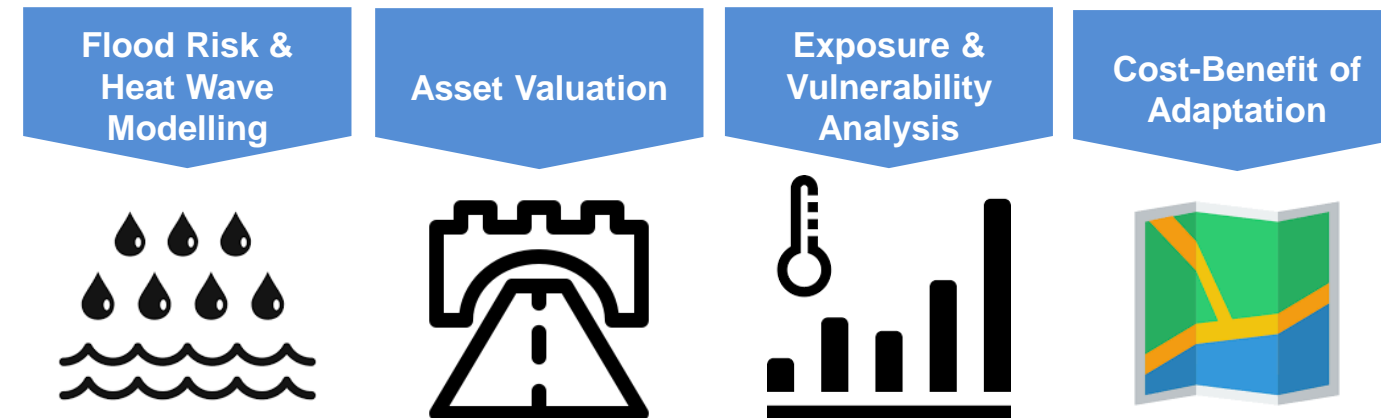 Flood Risk &
Heat Wave
Modelling
Asset Valuation
Exposure &
Vulnerability
Analysis
Cost-Benefit of
Adaptation